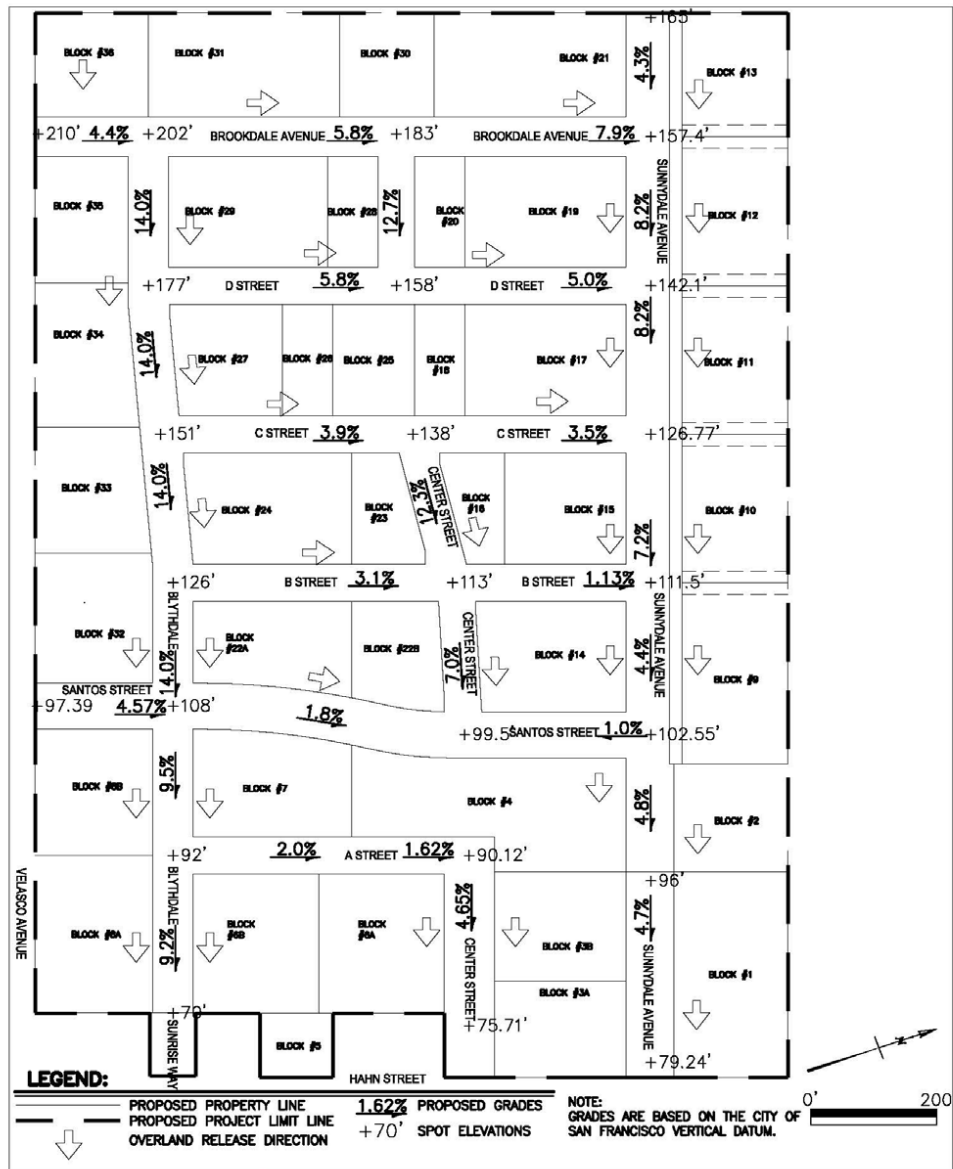 +165'
BLOCK #36
BLOCK #31
BLOCK #30
BLOCK #21
4.3%
BLOCK #13
+210' 4.4% +202' BROOKDALE AVENUE 5.8% +183' BROOKDALE AVENUE 7.9% +157.4'
BLOCK #35
14.0%
BLOCK #29
BLOCK #28
12.7%
BLOCK #20
BLOCK #19
8.2%
SUNNYDALE AVENUE
BLOCK #12
+177' D STREET 5.8% +158' D STREET 5.0% +142.1'
BLOCK #34
14.0%
BLOCK #27
BLOCK #26
BLOCK #25
BLOCK #18
BLOCK #17
8.2%
BLOCK #11
+151' C STREET 3.9% +138' C STREET 3.5% +126.77'
BLOCK #33
14.0%
BLOCK #24
BLOCK #23
12.3%
CENTER STREET
BLOCK #16
BLOCK #15
7.2%
BLOCK #10
+126' B STREET 3.1% +113' B STREET 1.13% +111.5'
BLOCK #32
BLYTHDALE
14.0%
BLOCK #22A
BLOCK #22B
CENTER STREET
7.0%
BLOCK #14
4.4%
SUNNYDALE AVENUE
BLOCK #9
SANTOS STREET
+97.39 4.57% +108'
1.8%
+99.5' SANTOS STREET 1.0% +102.55'
BLOCK #8B
9.5%
BLOCK #7
BLOCK #4
4.8%
BLOCK #2
+92' 2.0% A STREET 1.62% +90.12'
+96'
VELASCO AVENUE
BLOCK #8A
BLYTHDALE
9.2%
BLOCK #6B
BLOCK #6A
4.65%
CENTER STREET
BLOCK #3B
BLOCK #3A
4.7%
SUNNYDALE AVENUE
BLOCK #1
+70'
SUNRISE WAY
BLOCK #5
+75.71'
+79.24'
HAHN STREET
N
LEGEND:
PROPOSED PROPERTY LINE
PROPOSED PROJECT LIMIT LINE
OVERLAND RELEASE DIRECTION
1.62% PROPOSED GRADES
+70' SPOT ELEVATIONS
NOTE:
GRADES ARE BASED ON THE CITY OF
SAN FRANCISCO VERTICAL DATUM.
0' 200